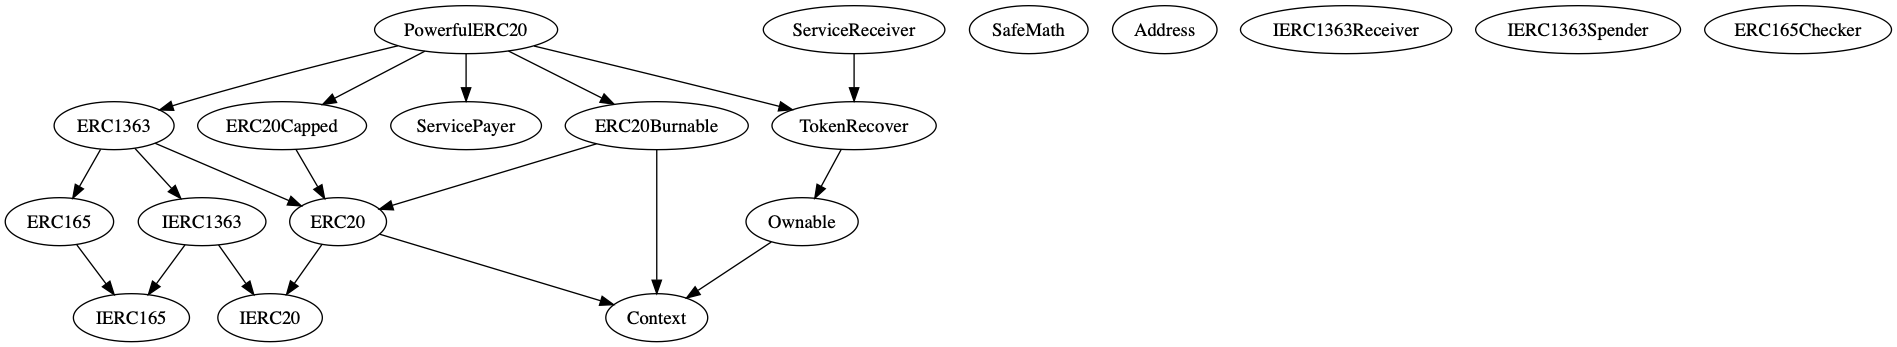 PowerfulERC20
ServiceReceiver
SafeMath
Address
IERC1363Receiver
IERC1363Spender
ERC165Checker
ERC1363
ERC20Capped
ServicePayer
ERC20Burnable
TokenRecover
ERC165
IERC1363
ERC20
Ownable
IERC165
IERC20
Context